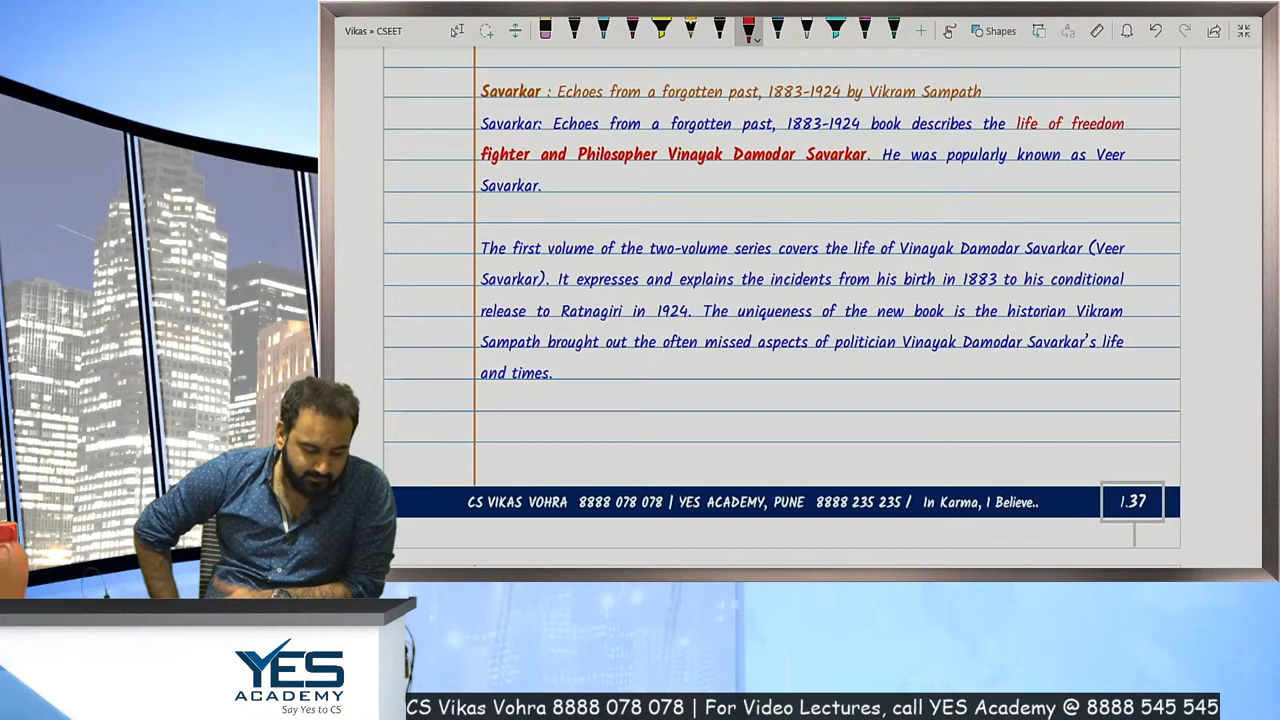 Vikas » CSEET
Shapes
Savarkar : Echoes from a forgotten past, 1883-1924 by Vikram Sampath
Savarkar: Echoes from a forgotten past, 1883-1924 book describes the life of freedom
fighter and Philosopher Vinayak Damodar Savarkar. He was popularly known as Veer
Savarkar.
The first volume of the two-volume series covers the life of Vinayak Damodar Savarkar (Veer
Savarkar). It expresses and explains the incidents from his birth in 1883 to his conditional
release to Ratnagiri in 1924. The uniqueness of the new book is the historian Vikram
Sampath brought out the often missed aspects of politician Vinayak Damodar Savarkar's life
and times.
CS VIKAS VOHRA 8888 078 078 | YES ACADEMY, PUNE 8888 235 235 / In Karma, I Believe..
1.37
YES
ACADEMY
Say Yes to CS
CS Vikas Vohra 8888 078 078 | For Video Lectures, call YES Academy @ 8888 545 545